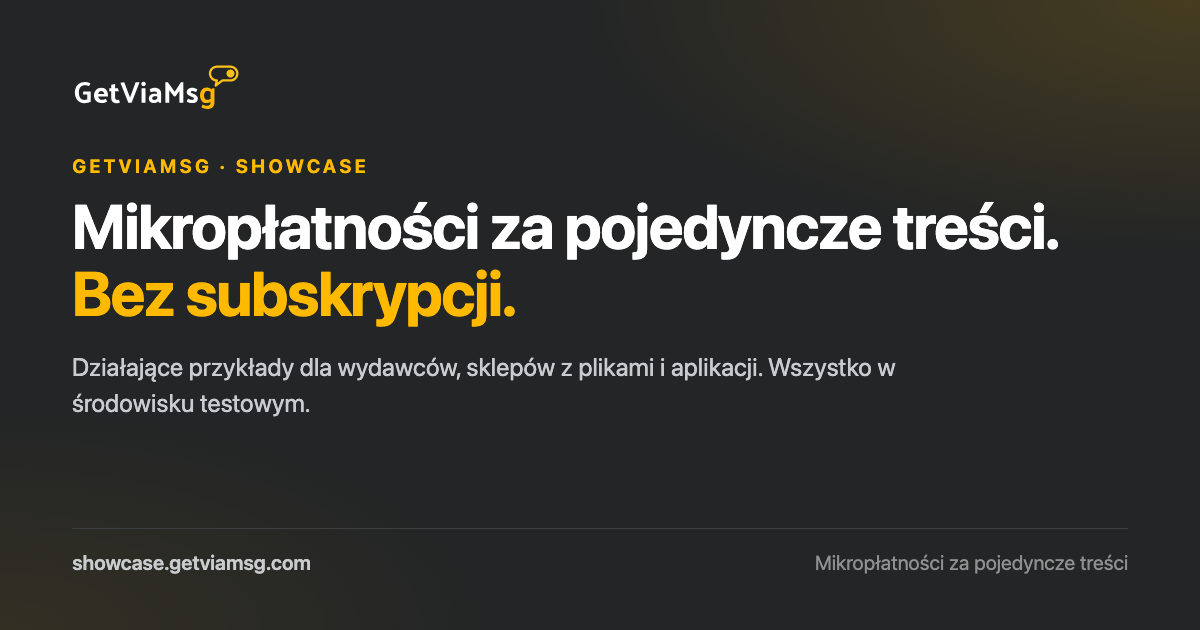 GetViaMsg
GETVIAMSG · SHOWCASE
Mikropłatności za pojedyncze treści.
Bez subskrypcji.
Działające przykłady dla wydawców, sklepów z plikami i aplikacji. Wszystko w
środowisku testowym.
showcase.getviamsg.com
Mikropłatności za pojedyncze treści